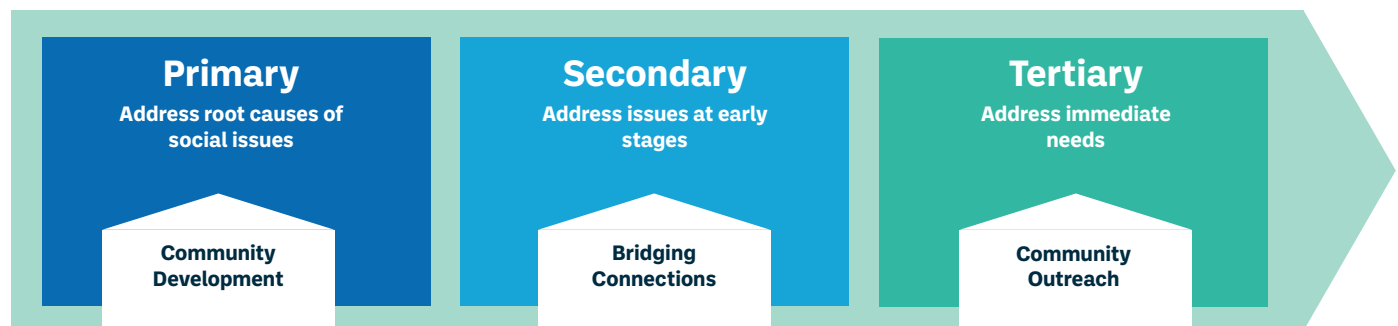 Primary
Address root causes of
social issues
Community
Development
Secondary
Address issues at early
stages
Bridging
Connections
Tertiary
Address immediate
needs
Community
Outreach